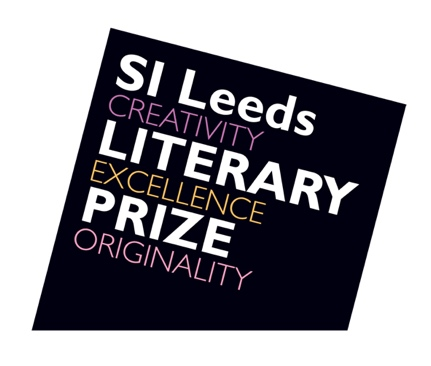 SI Leeds
CREATIVITY
LITERARY
EXCELLENCE
PRIZE
ORIGINALITY